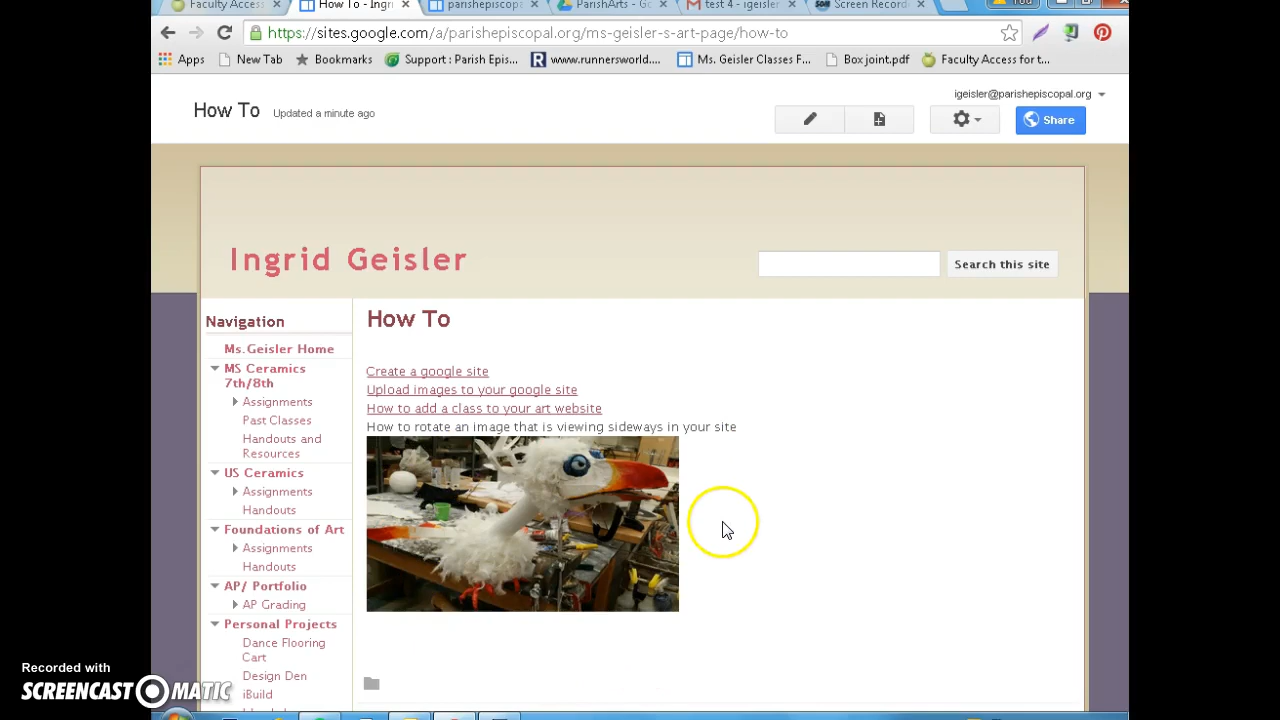 Faculty Access
How To - Ingri
parishepiscop
ParishArts - Go
test 4 - igeisler
Screen Record
You
https://sites.google.com/a/parishepiscopal.org/ms-geisler-s-art-page/how-to
Apps
New Tab
Bookmarks
Support : Parish Epis...
www.runnersworld....
Ms. Geisler Classes F...
Box joint.pdf
Faculty Access for t...
igeisler@parishepiscopal.org
How To Updated a minute ago
Share
Ingrid Geisler
Search this site
Navigation
Ms.Geisler Home
MS Ceramics
7th/8th
Assignments
Past Classes
Handouts and
Resources
US Ceramics
Assignments
Handouts
Foundations of Art
Assignments
Handouts
AP/ Portfolio
AP Grading
Personal Projects
Dance Flooring
Cart
Design Den
iBuild
How To
Create a google site
Upload images to your google site
How to add a class to your art website
How to rotate an image that is viewing sideways in your site
Recorded with
SCREENCAST MATIC